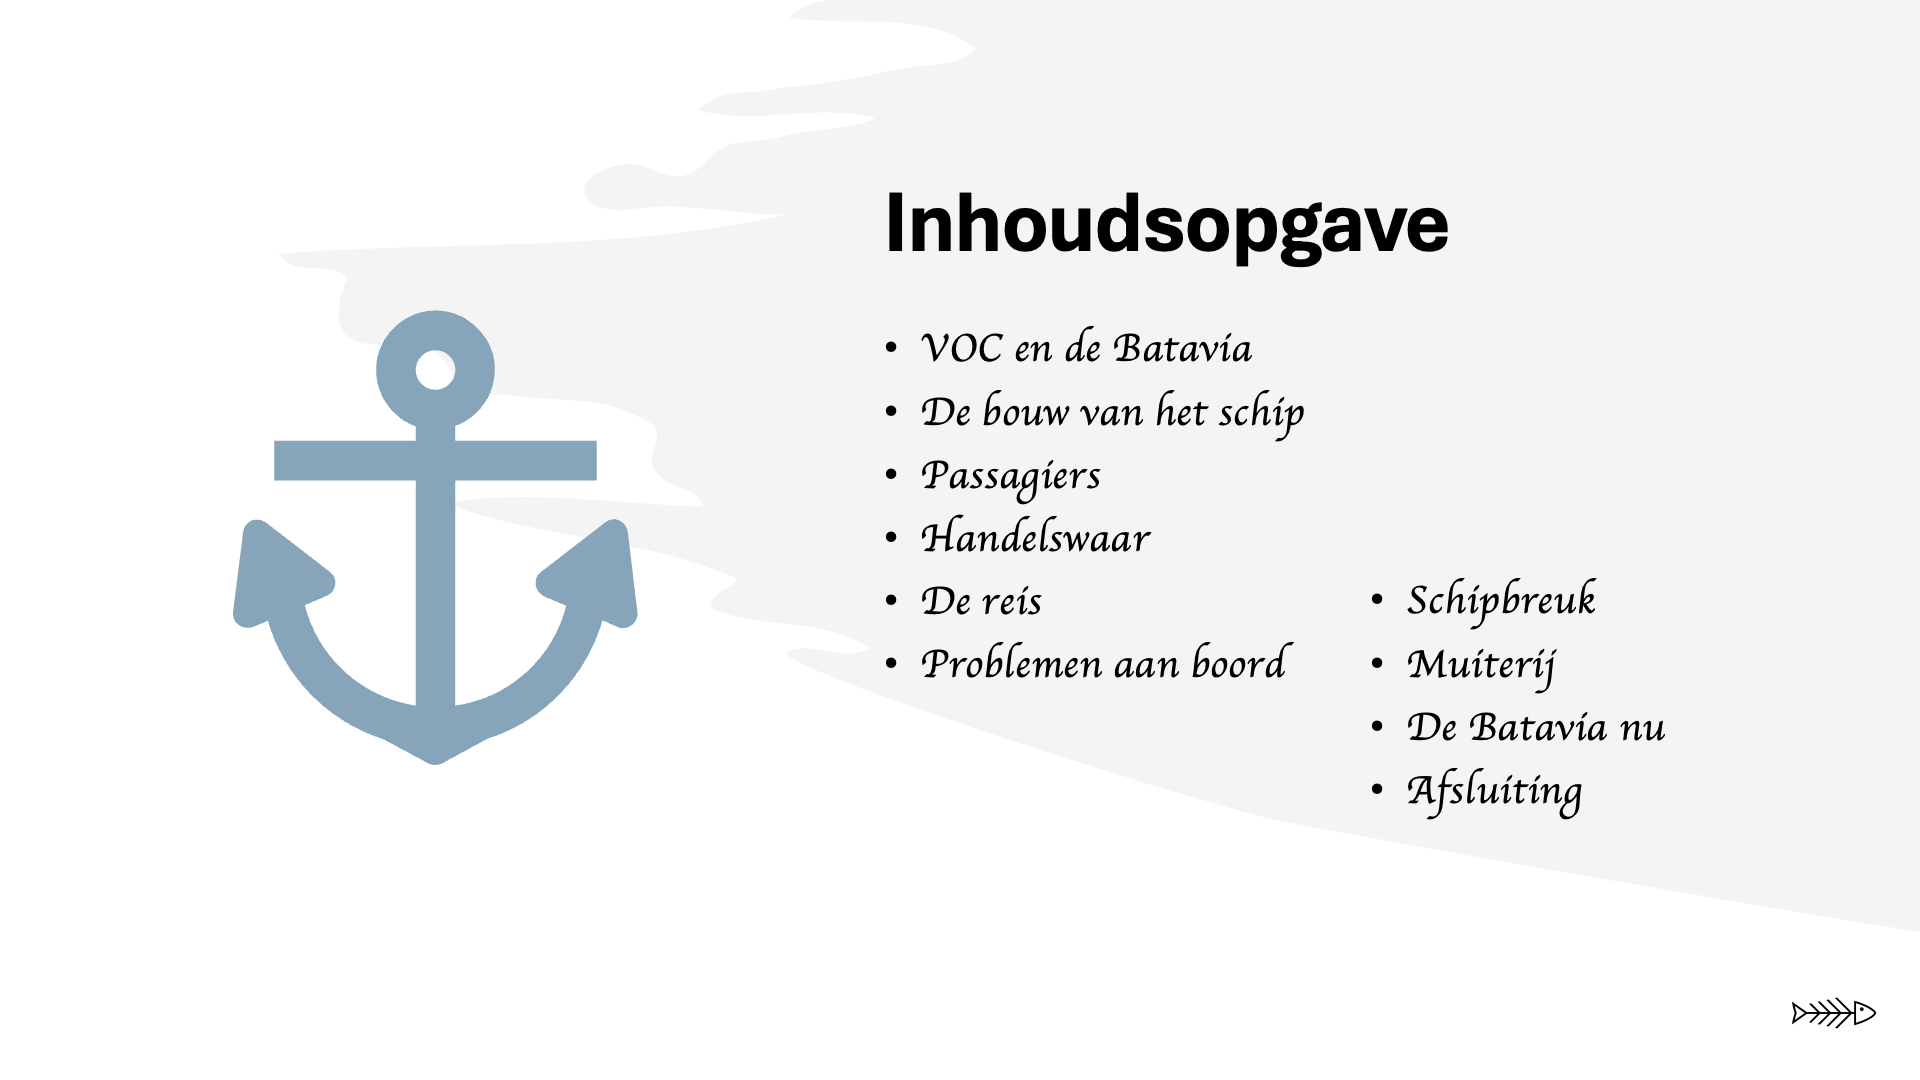 Inhoudsopgave
• VOC en de Batavia
• De bouw van het schip
• Passagiers
• Handelswaar
• De reis
• Problemen aan boord
• Schipbreuk
• Muiterij
• De Batavia nu
• Afsluiting